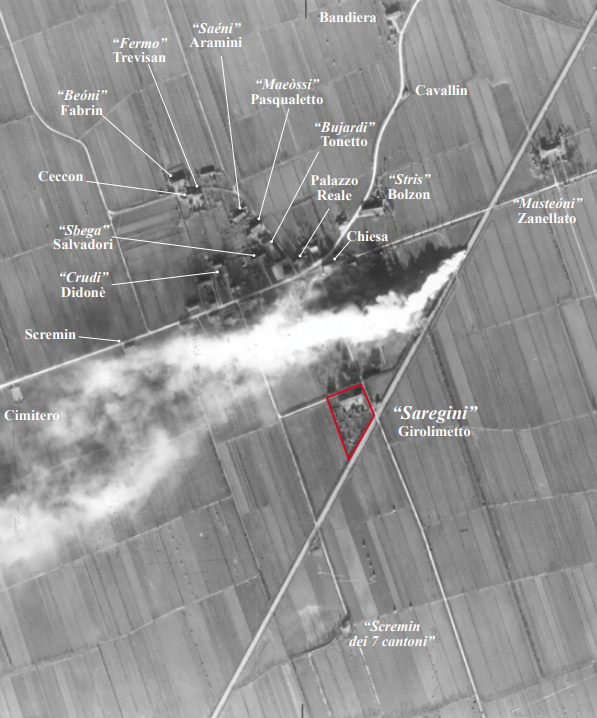 Bandiera
“Saéni”
Aramini
“Fermo”
Trevisan
“Maeòssi”
Pasqualetto
Cavallin
“Beóni”
Fabrin
“Bujardi”
Tonetto
Ceccon
Palazzo
Reale
“Stris”
Bolzon
“Masteóni”
Zanellato
“Sbega”
Salvadori
Chiesa
“Crudi”
Didonè
Scremin
Cimitero
“Saregini”
Girolimetto
“Scremin
dei 7 cantoni”